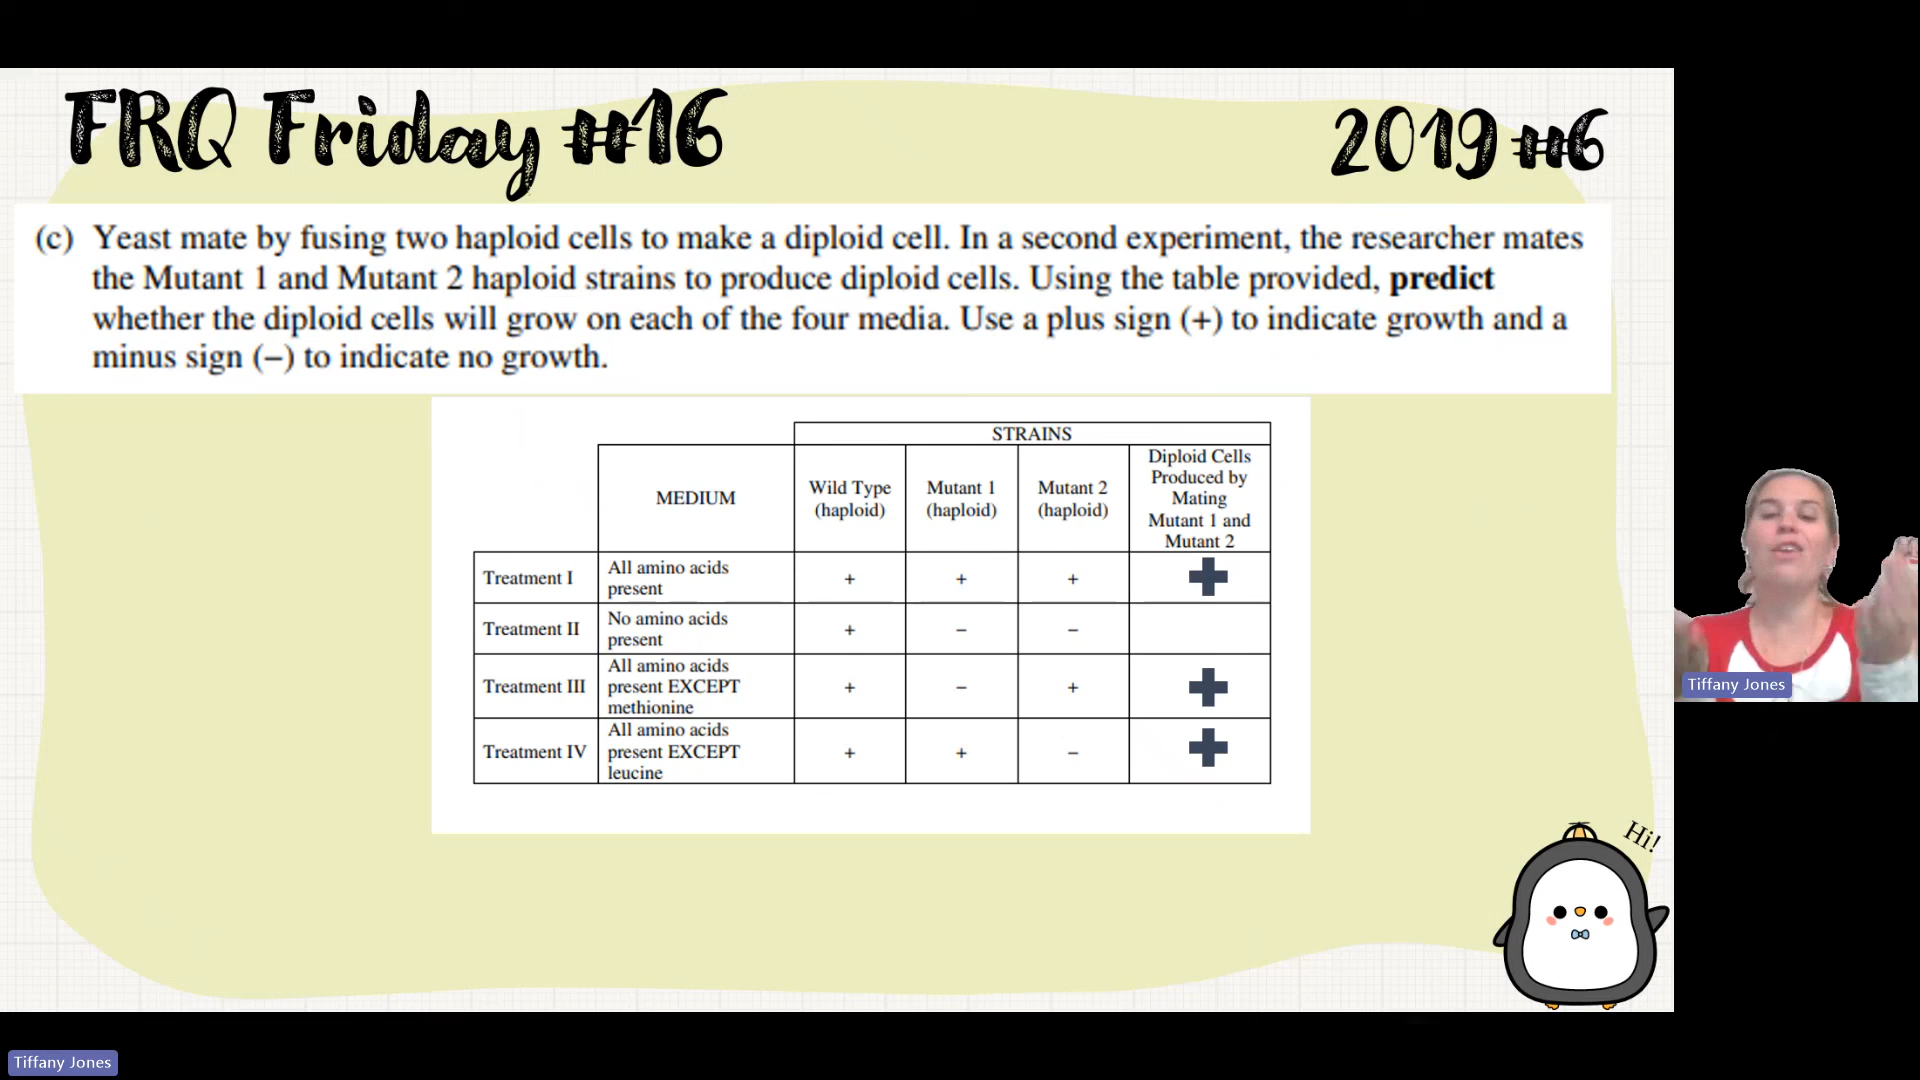 FRQ Friday #16
2019 #6
(c) Yeast mate by fusing two haploid cells to make a diploid cell. In a second experiment, the researcher mates
the Mutant 1 and Mutant 2 haploid strains to produce diploid cells. Using the table provided, predict
whether the diploid cells will grow on each of the four media. Use a plus sign (+) to indicate growth and a
minus sign (−) to indicate no growth.
STRAINS
MEDIUM
Wild Type
(haploid)
Mutant 1
(haploid)
Mutant 2
(haploid)
Diploid Cells
Produced by
Mating
Mutant 1 and
Mutant 2
Treatment I
All amino acids
present
+
+
+
+
Treatment II
No amino acids
present
+
−
−
Treatment III
All amino acids
present EXCEPT
methionine
+
−
+
+
Treatment IV
All amino acids
present EXCEPT
leucine
+
+
−
+
Hi!
Tiffany Jones
Tiffany Jones